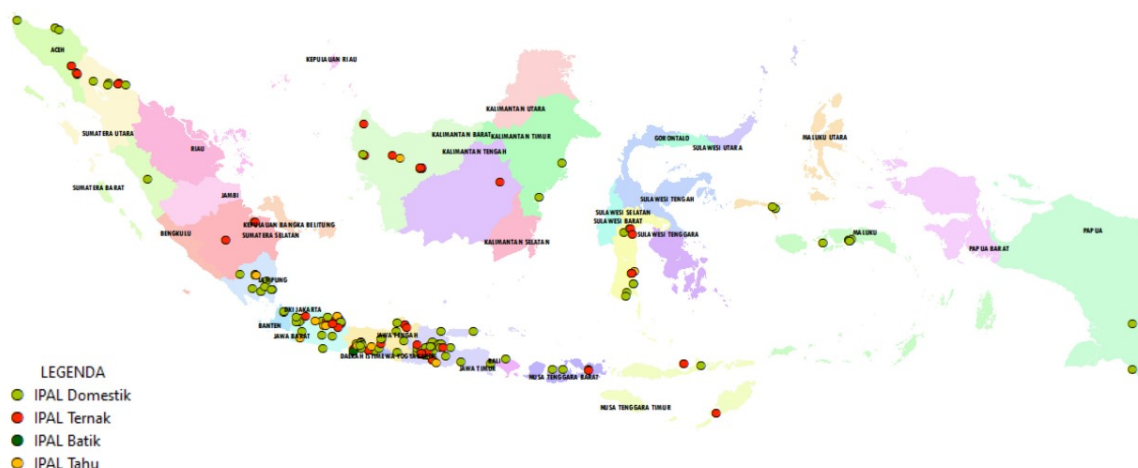 ACEH
KEPULAUAN RIAU
KALIMANTAN UTARA
SUMATERA UTARA
KALIMANTAN BARAT
KALIMANTAN TIMUR
MALUKU UTARA
RIAU
GORONTALO
SULAWESI UTARA
KALIMANTAN TENGAH
SUMATERA BARAT
JAMBI
SULAWESI TENGAH
SULAWESI SELATAN
SULAWESI BARAT
KEPULAUAN BANGKA BELITUNG
BENGKULU
SUMATERA SELATAN
SULAWESI TENGGARA
MALUKU
PAPUA
KALIMANTAN SELATAN
PAPUA BARAT
LAMPUNG
DKI JAKARTA
BANTEN
JAWA BARAT
JAWA TENGAH
DAERAH ISTIMEWA YOGYAKARTA
BALI
JAWA TIMUR
NUSA TENGGARA BARAT
NUSA TENGGARA TIMUR
LEGENDA
IPAL Domestik
IPAL Ternak
IPAL Batik
IPAL Tahu